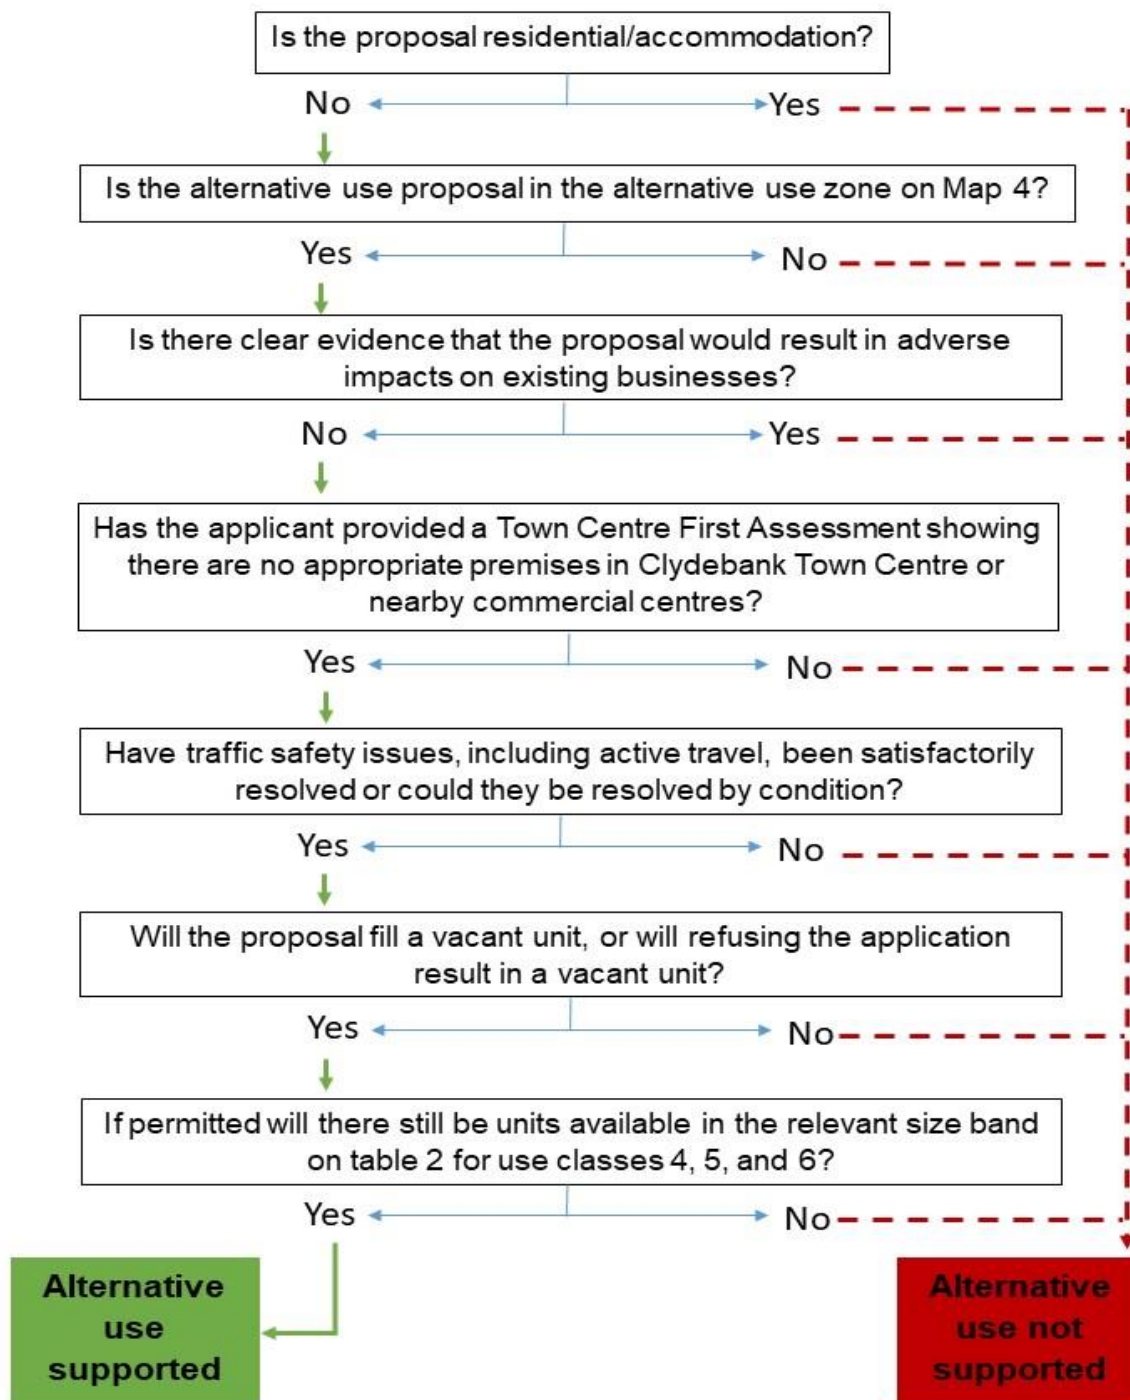 Is the proposal residential/accommodation?
No
Yes
Is the alternative use proposal in the alternative use zone on Map 4?
Yes
No
Is there clear evidence that the proposal would result in adverse
impacts on existing businesses?
No
Yes
Has the applicant provided a Town Centre First Assessment showing
there are no appropriate premises in Clydebank Town Centre or
nearby commercial centres?
Yes
No
Have traffic safety issues, including active travel, been satisfactorily
resolved or could they be resolved by condition?
Yes
No
Will the proposal fill a vacant unit, or will refusing the application
result in a vacant unit?
Yes
No
If permitted will there still be units available in the relevant size band
on table 2 for use classes 4, 5, and 6?
Yes
No
Alternative
use
supported
Alternative
use not
supported